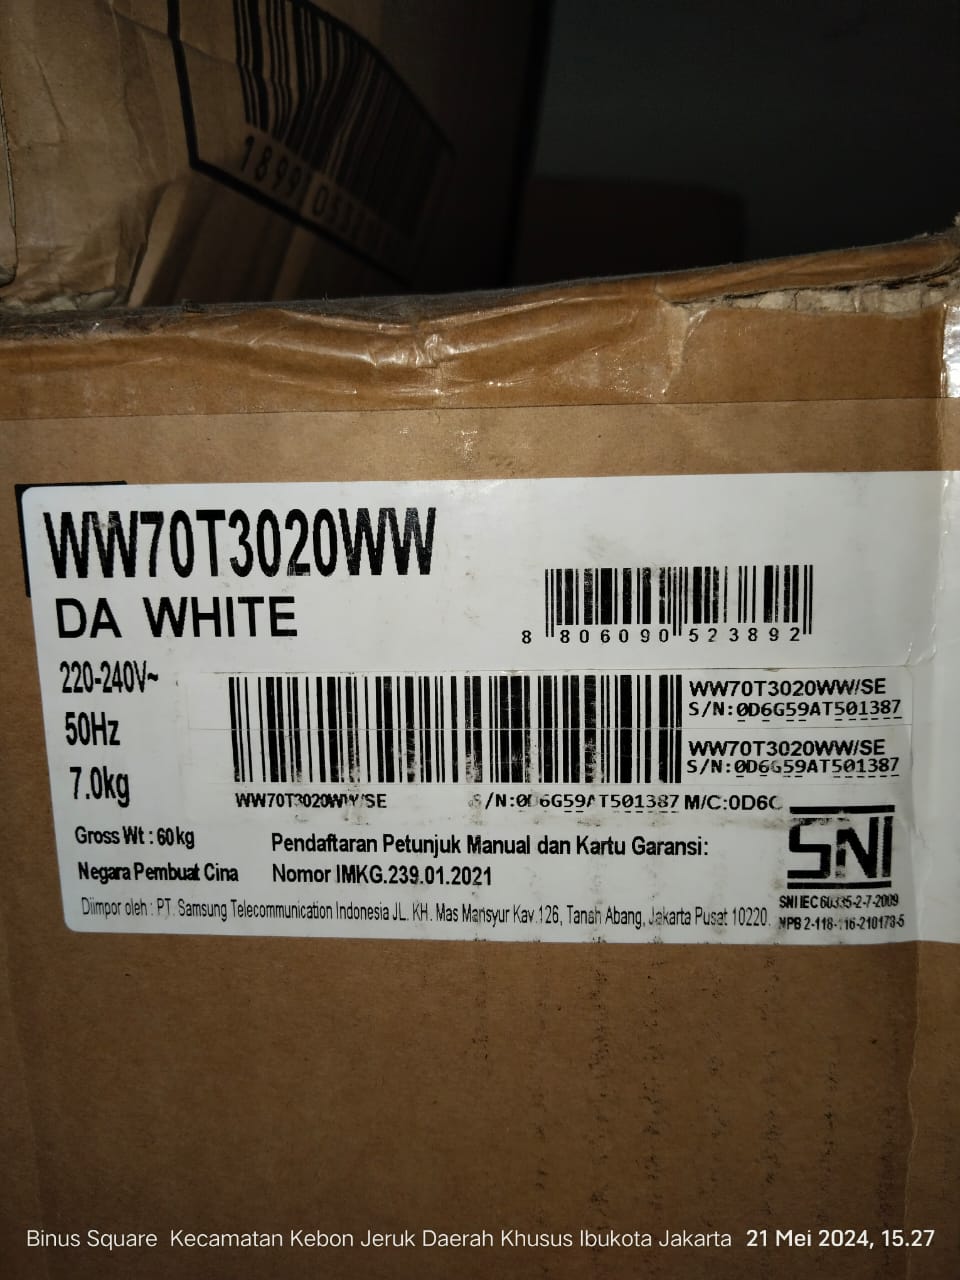 18991 0532
WW70T3020WW
DA WHITE
8 806090 523892
220-240V~
50Hz
7.0kg
WW70T3020WW/SE
S/N:0D6G59AT501387
WW70T3020WW/SE
S/N:0D6G59AT501387
WW70T3020WW/SE S/N:0D6G59AT501387 M/C:0D6G
Gross Wt : 60kg
Pendaftaran Petunjuk Manual dan Kartu Garansi:
Negara Pembuat Cina
Nomor IMKG.239.01.2021
SNI
SNI IEC 60335-2-7-2009
Diimpor oleh : PT. Samsung Telecommunication Indonesia JL. KH. Mas Mansyur Kav.126, Tanah Abang, Jakarta Pusat 10220.
Binus Square Kecamatan Kebon Jeruk Daerah Khusus Ibukota Jakarta 21 Mei 2024, 15.27